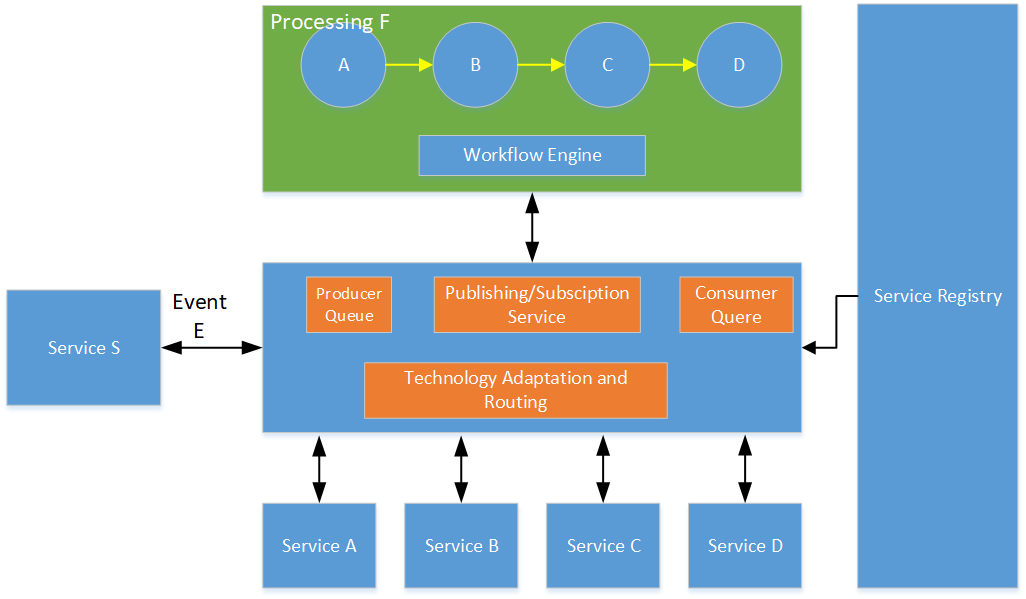 Processing F
A
B
C
D
Workflow Engine
Producer
Queue
Publishing/Subsciption
Service
Consumer
Quere
Technology Adaptation and
Routing
Event
E
Service S
Service Registry
Service A
Service B
Service C
Service D